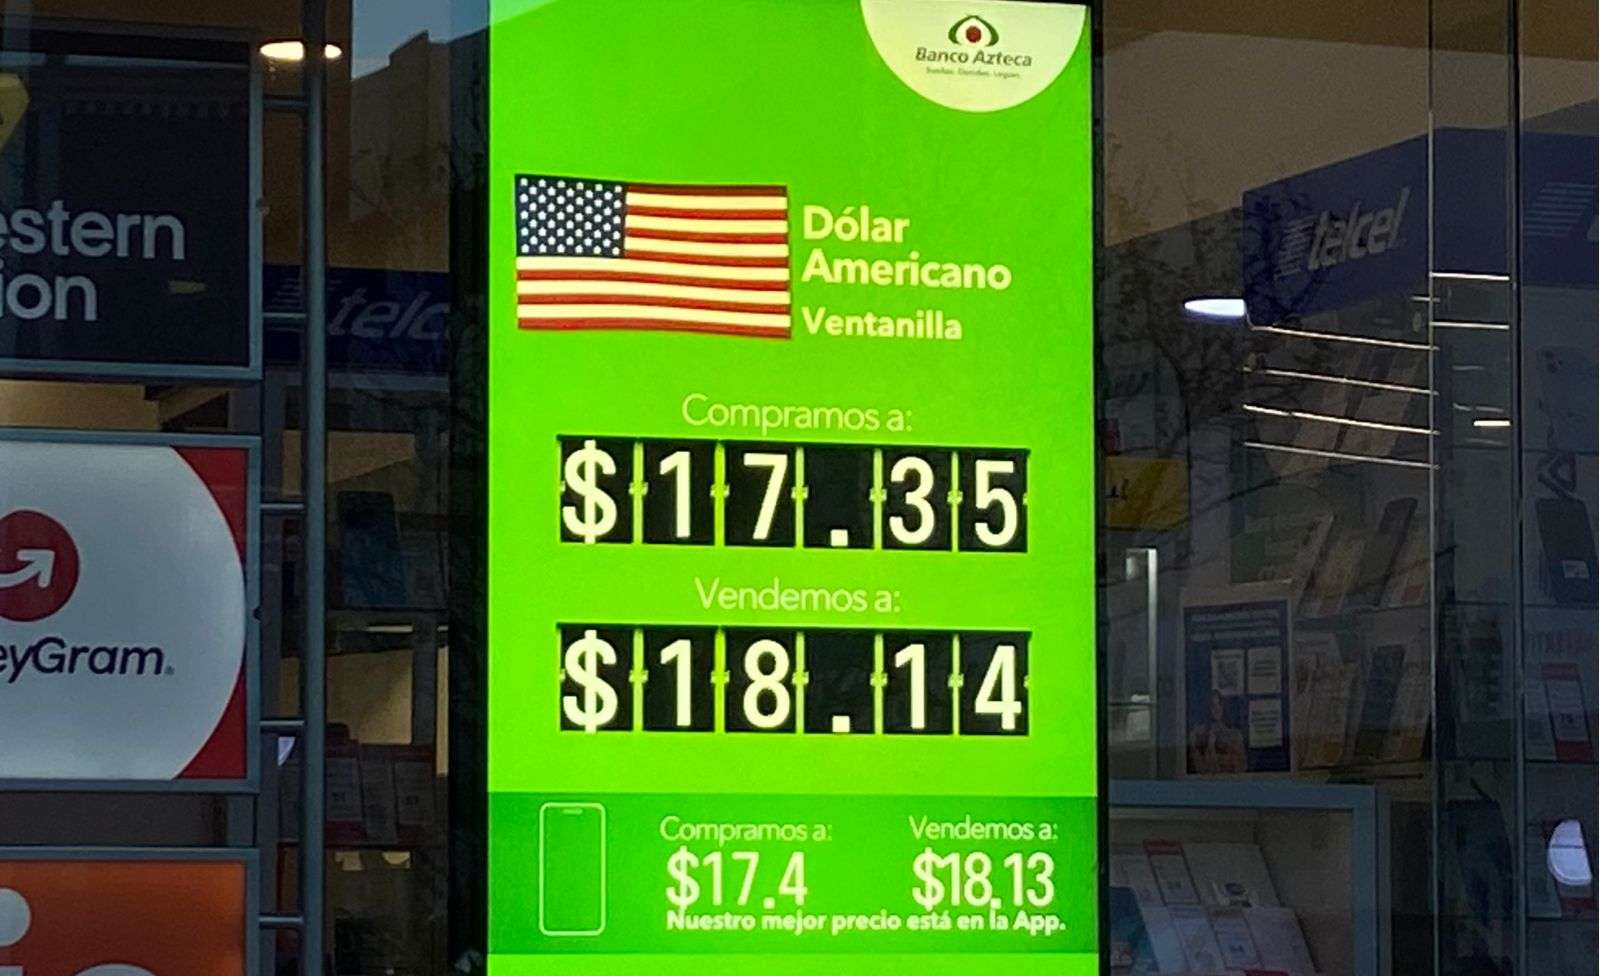 Banco Azteca
Dólar
Americano
Ventanilla
Compramos a:
$17.35
Vendemos a:
$18.14
Compramos a:
$17.4
Vendemos a:
$18.13
Nuestro mejor precio está en la App.
estern
ion
eyGram.
telc
telcel